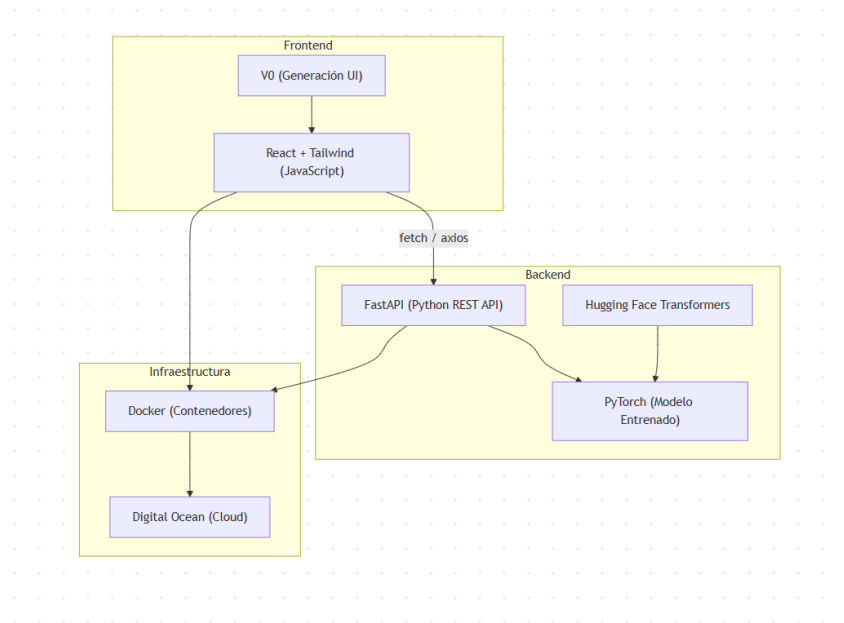 Frontend
V0 (Generación UI)
React + Tailwind
(JavaScript)
fetch / axios
Backend
FastAPI (Python REST API)
Hugging Face Transformers
Infraestructura
Docker (Contenedores)
PyTorch (Modelo
Entrenado)
Digital Ocean (Cloud)